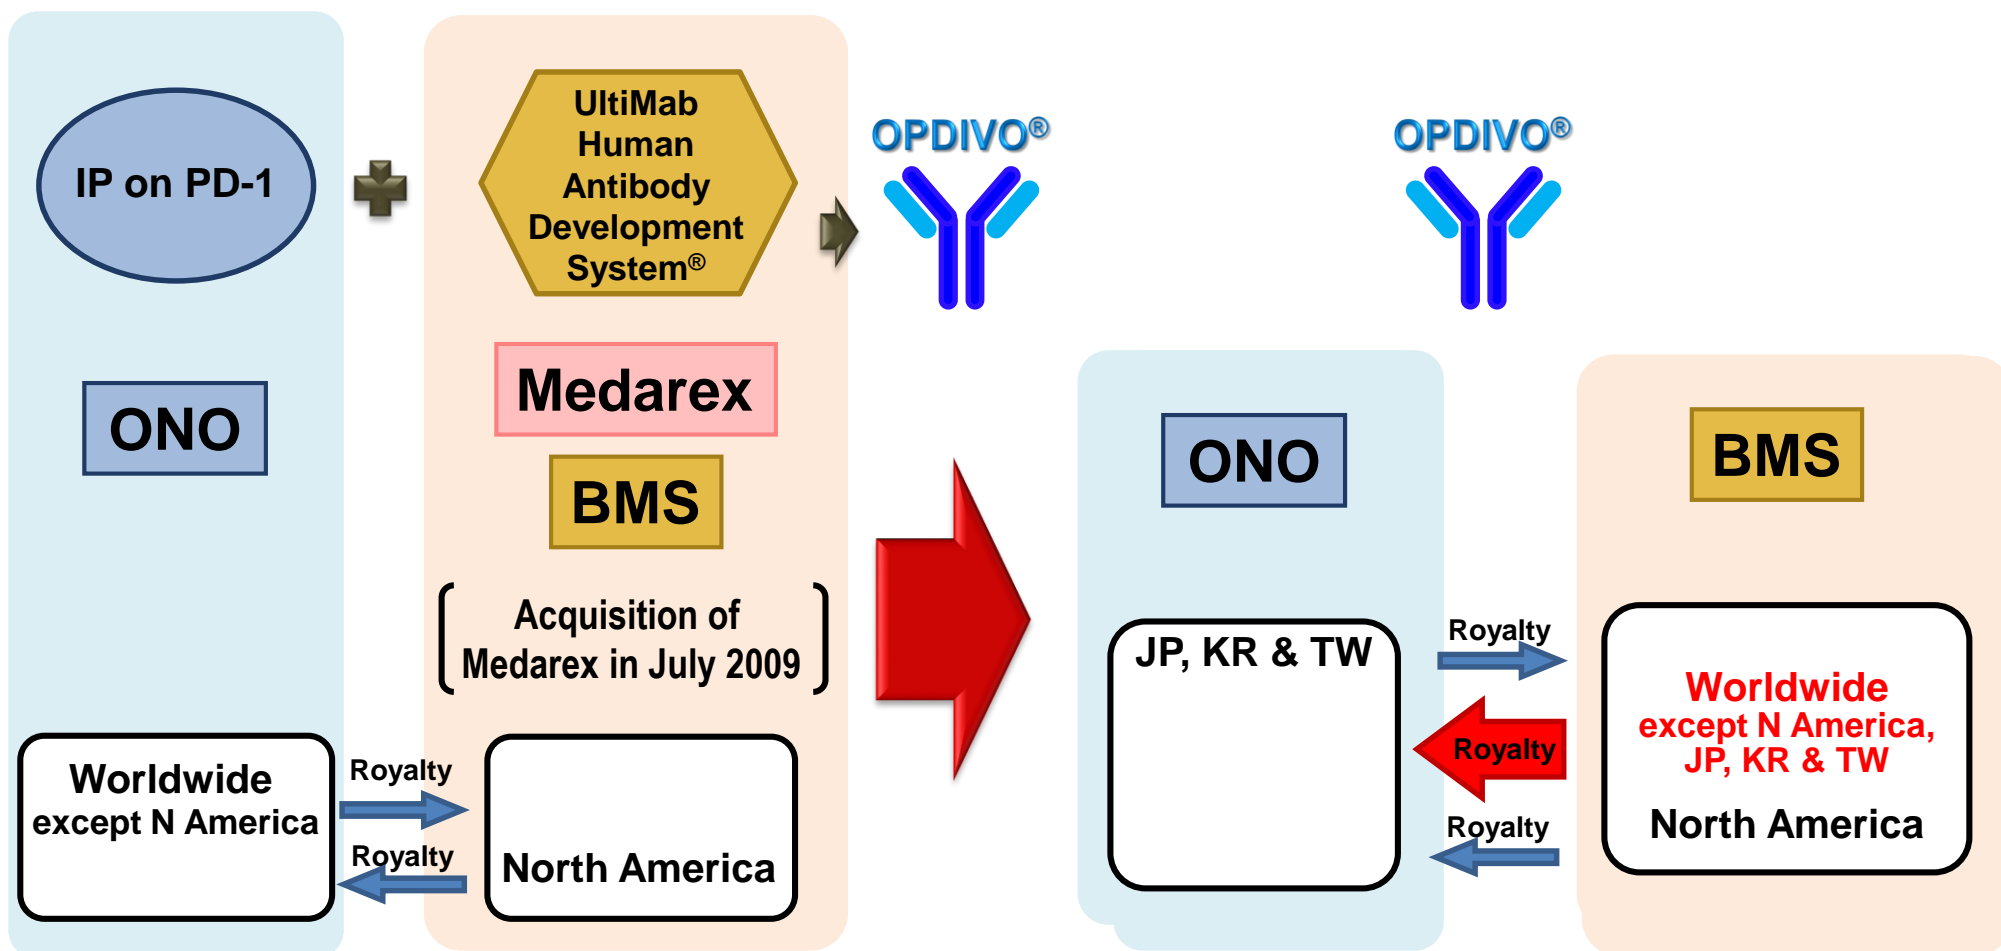 IP on PD-1
UltiMab
Human
Antibody
Development
System®
OPDIVO®
OPDIVO®
ONO
Medarex
BMS
Acquisition of
Medarex in July 2009
Worldwide
except N America
Royalty
Royalty
North America
ONO
BMS
JP, KR & TW
Royalty
Royalty
Royalty
Worldwide
except N America,
JP, KR & TW
North America